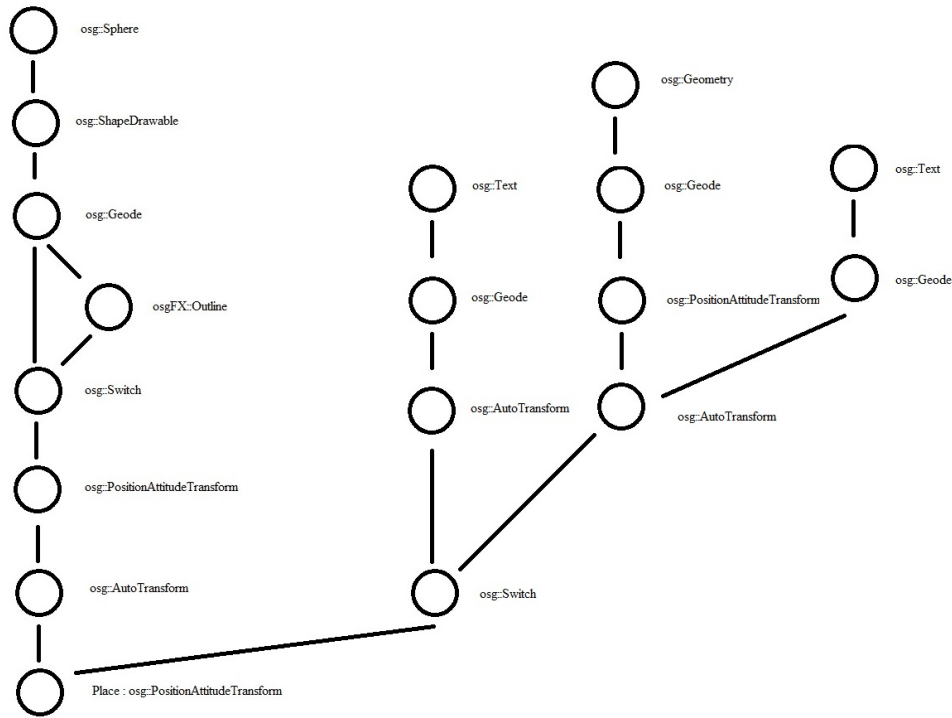 osg::Sphere
osg::Geometry
osg::ShapeDrawable
osg::Text
osg::Text
osg::Geode
osg::Geode
osg::Geode
osgFX::Outline
osg::Geode
osg::PositionAttitudeTransform
osg::Switch
osg::AutoTransform
osg::AutoTransform
osg::PositionAttitudeTransform
osg::AutoTransform
osg::Switch
Place : osg::PositionAttitudeTransform